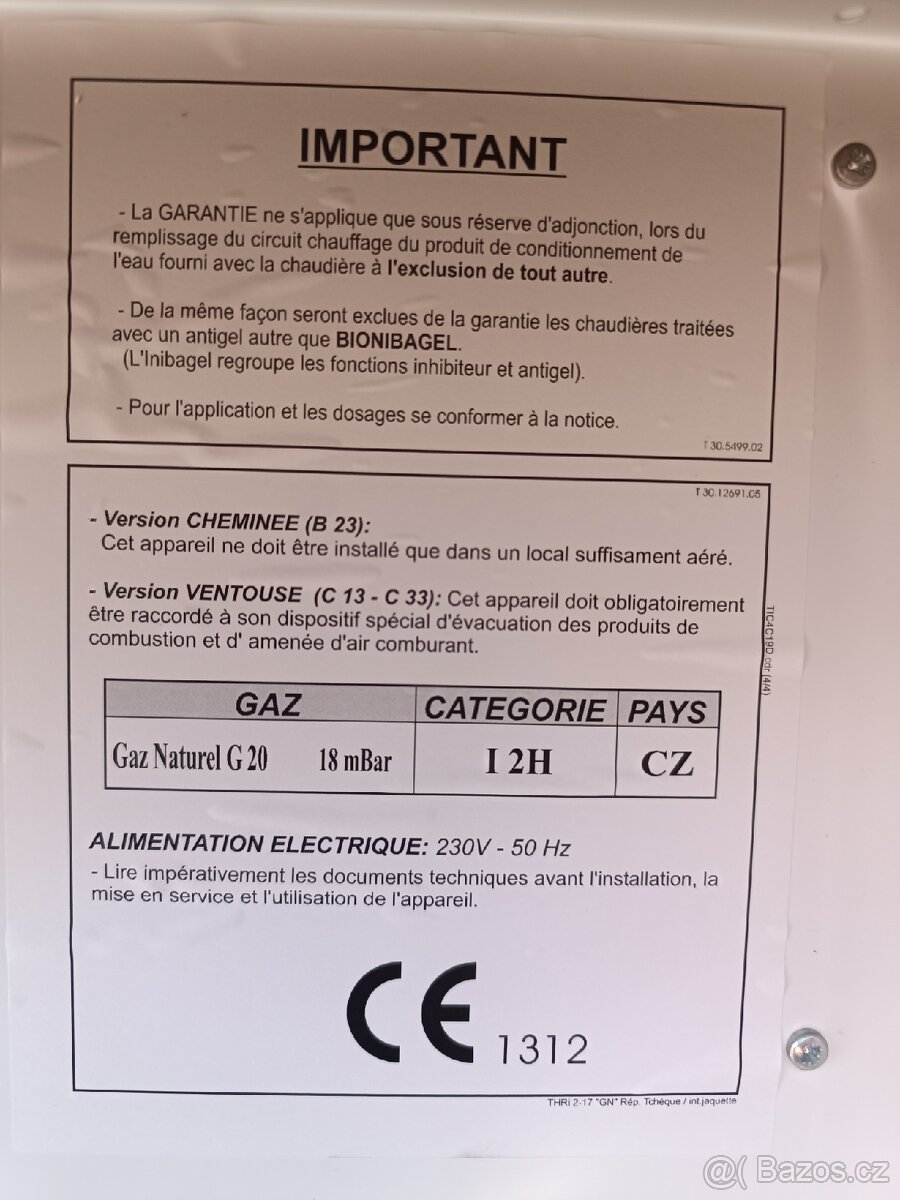 IMPORTANT
- La GARANTIE ne s'applique que sous réserve d'adjonction, lors du
remplissage du circuit chauffage du produit de conditionnement de
l'eau fourni avec la chaudière à l'exclusion de tout autre.
- De la même façon seront exclues de la garantie les chaudières traitées
avec un antigel autre que BIONIBAGEL.
(L'Inibagel regroupe les fonctions inhibiteur et antigel).
- Pour l'application et les dosages se conformer à la notice.
T 30.5499.02
T 30.12691.05
- Version CHEMINEE (B 23):
Cet appareil ne doit être installé que dans un local suffisament aéré.
- Version VENTOUSE (C 13 - C 33): Cet appareil doit obligatoirement
être raccordé à son dispositif spécial d'évacuation des produits de
combustion et d' amenée d'air comburant.
TIC4C19D.cdr (4/4)
GAZ CATEGORIE PAYS
Gaz Naturel G 20 18 mBar I 2H CZ
ALIMENTATION ELECTRIQUE: 230V - 50 Hz
- Lire impérativement les documents techniques avant l'installation, la
mise en service et l'utilisation de l'appareil.
CE 1312
THRi 2-17 "GN" Rép. Tchèque / int.jaquette
@( Bazos.cz